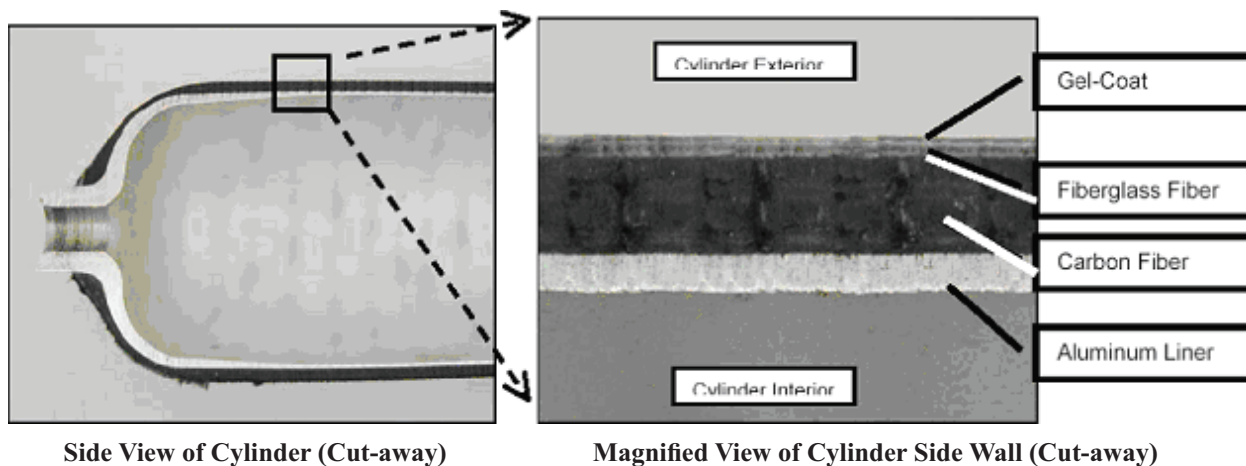 Cylinder Exterior
Gel-Coat
Fiberglass Fiber
Carbon Fiber
Aluminum Liner
Cylinder Interior
Side View of Cylinder (Cut-away)
Magnified View of Cylinder Side Wall (Cut-away)